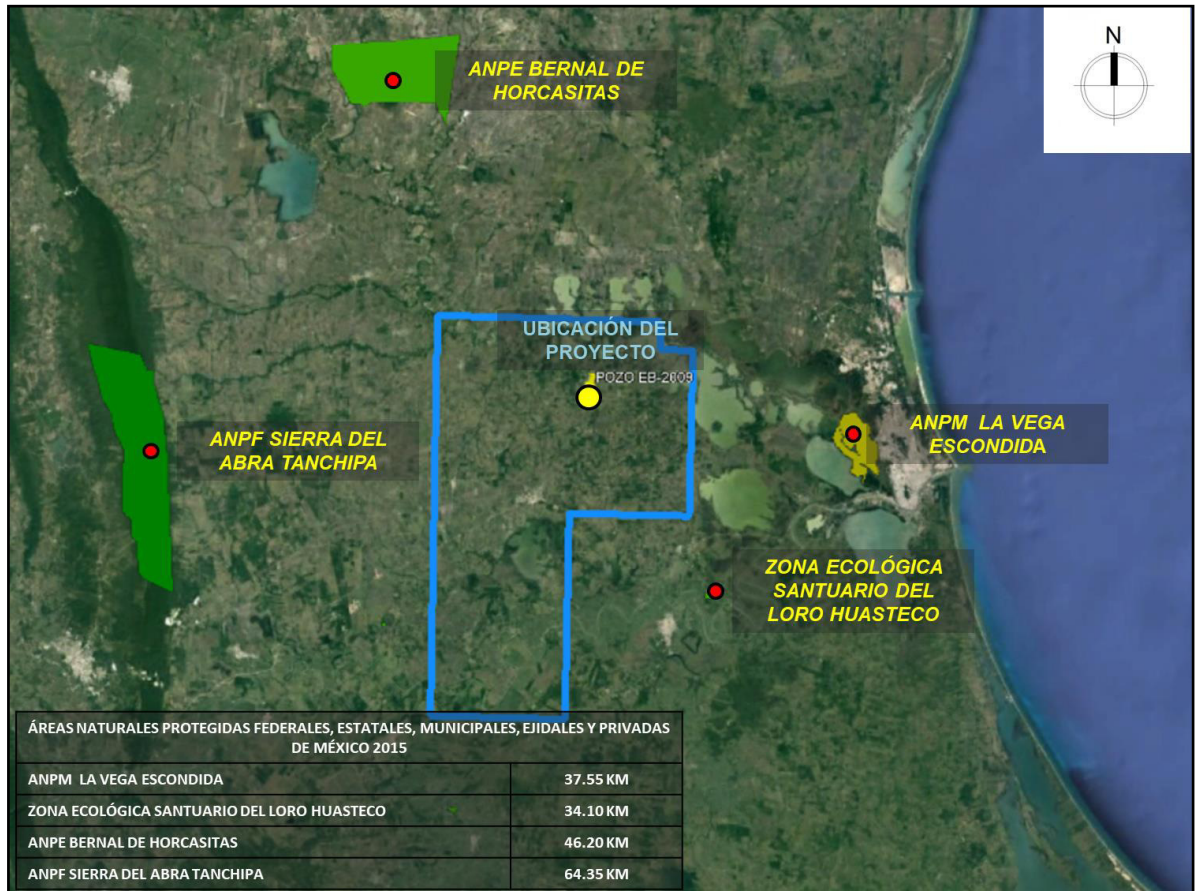 N
ANPE BERNAL DE
HORCASITAS
UBICACIÓN DEL
PROYECTO
POZO EB-2009
ANPF SIERRA DEL
ABRA TANCHIPA
ANPM LA VEGA
ESCONDIDA
ZONA ECOLÓGICA
SANTUARIO DEL
LORO HUASTECO
ÁREAS NATURALES PROTEGIDAS FEDERALES, ESTATALES, MUNICIPALES, EJIDALES Y PRIVADAS
DE MÉXICO 2015
ANPM LA VEGA ESCONDIDA 37.55 KM
ZONA ECOLÓGICA SANTUARIO DEL LORO HUASTECO 34.10 KM
ANPE BERNAL DE HORCASITAS 46.20 KM
ANPF SIERRA DEL ABRA TANCHIPA 64.35 KM